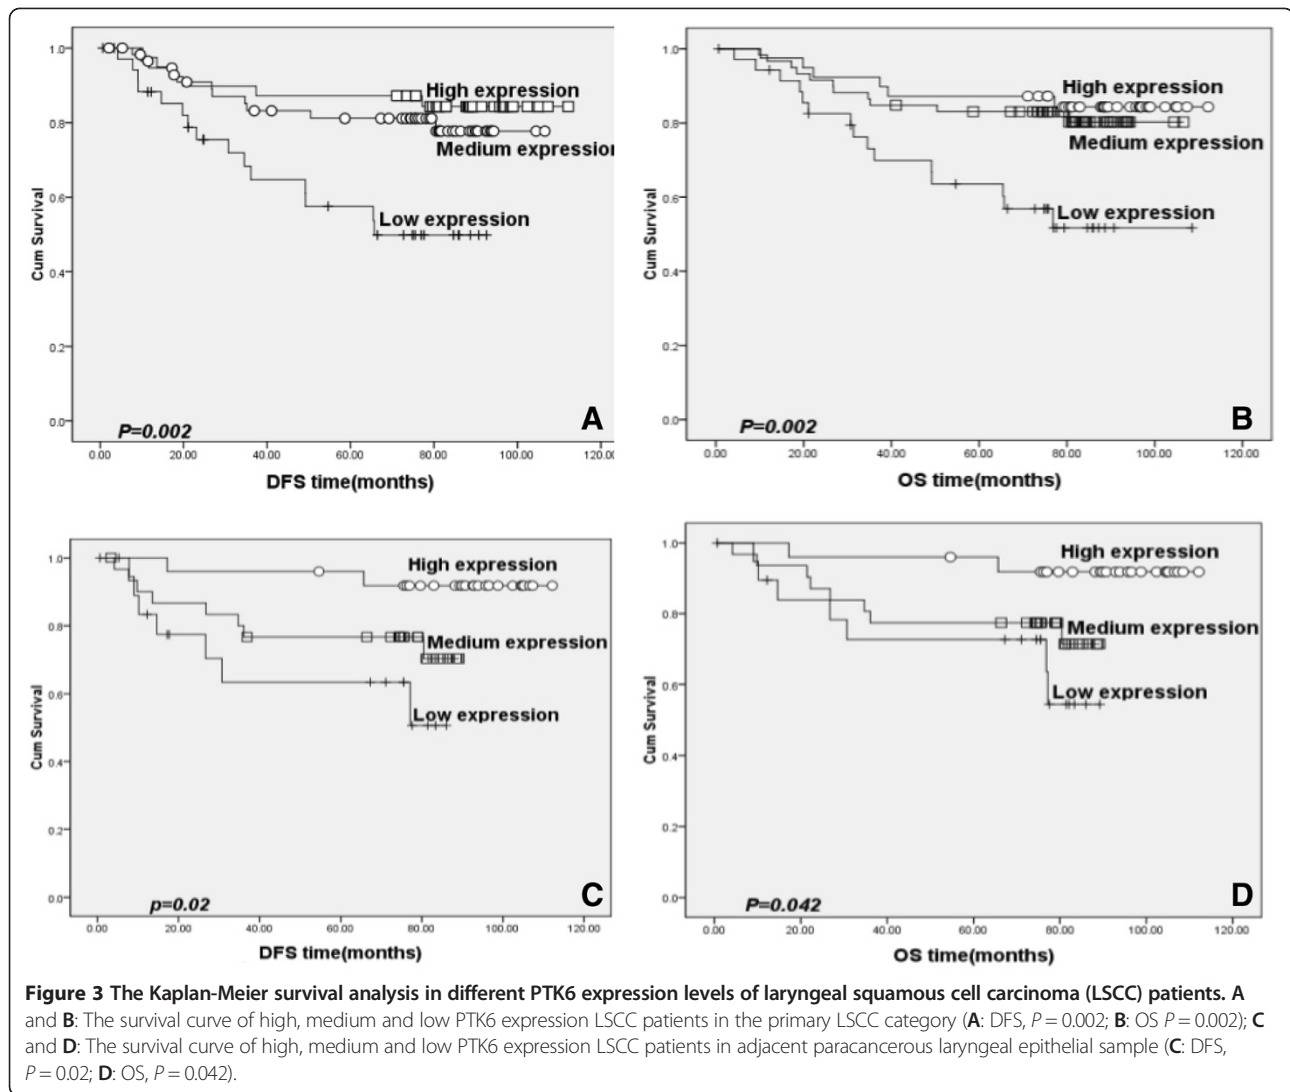 1.0
0.8
0.6
0.4
0.2
0.0
Cum Survival
High expression
Medium expression
Low expression
A
P=0.002
0.00 20.00 40.00 60.00 80.00 100.00 120.0
DFS time(months)
1.0
0.8
0.6
0.4
0.2
0.0
Cum Survival
High expression
Medium expression
Low expression
B
P=0.002
0.00 20.00 40.00 60.00 80.00 100.00 120.00
OS time(months)
1.0
0.8
0.6
0.4
0.2
0.0
Cum Survival
High expression
Medium expression
Low expression
C
p=0.02
0.00 20.00 40.00 60.00 80.00 100.00 120.00
DFS time(months)
1.0
0.8
0.6
0.4
0.2
0.0
Cum Survival
High expression
Medium expression
Low expression
D
P=0.042
0.00 20.00 40.00 60.00 80.00 100.00 120.00
OS time(months)
Figure 3 The Kaplan-Meier survival analysis in different PTK6 expression levels of laryngeal squamous cell carcinoma (LSCC) patients. A
and B: The survival curve of high, medium and low PTK6 expression LSCC patients in the primary LSCC category (A: DFS, P = 0.002; B: OS P = 0.002); C
and D: The survival curve of high, medium and low PTK6 expression LSCC patients in adjacent paracancerous laryngeal epithelial sample (C: DFS,
P = 0.02; D: OS, P = 0.042).